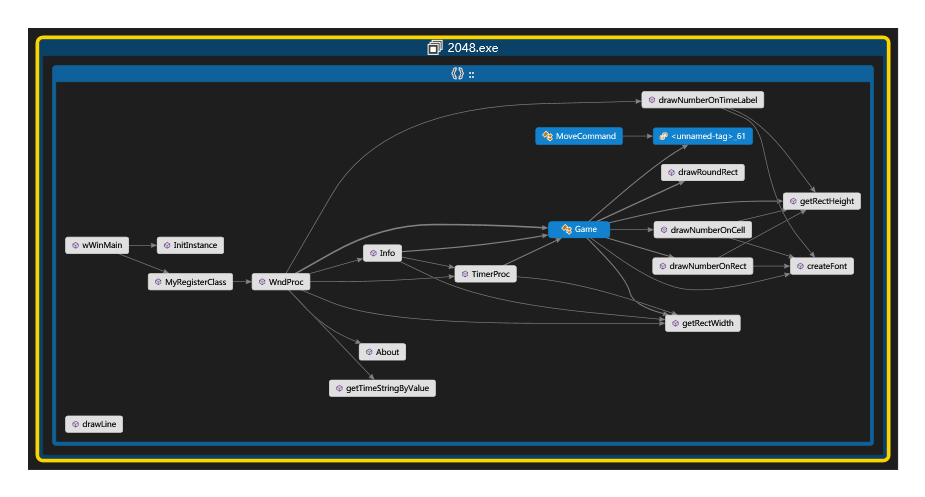 2048.exe
::
drawNumberOnTimeLabel
MoveCommand
<unnamed-tag>_61
drawRoundRect
getRectHeight
Game
drawNumberOnCell
wWinMain
InitInstance
Info
drawNumberOnRect
createFont
TimerProc
MyRegisterClass
WndProc
getRectWidth
About
getTimeStringByValue
drawLine